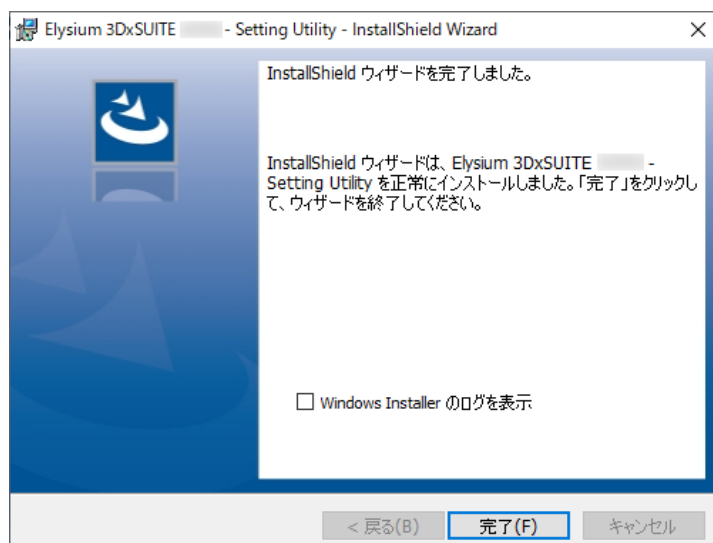 Elysium 3DxSUITE - Setting Utility - InstallShield Wizard
InstallShield ウィザードを完了しました。
InstallShield ウィザードは、Elysium 3DxSUITE -
Setting Utility を正常にインストールしました。「完了」をクリックし
て、ウィザードを終了してください。
Windows Installer のログを表示
< 戻る(B)
完了(F)
キャンセル